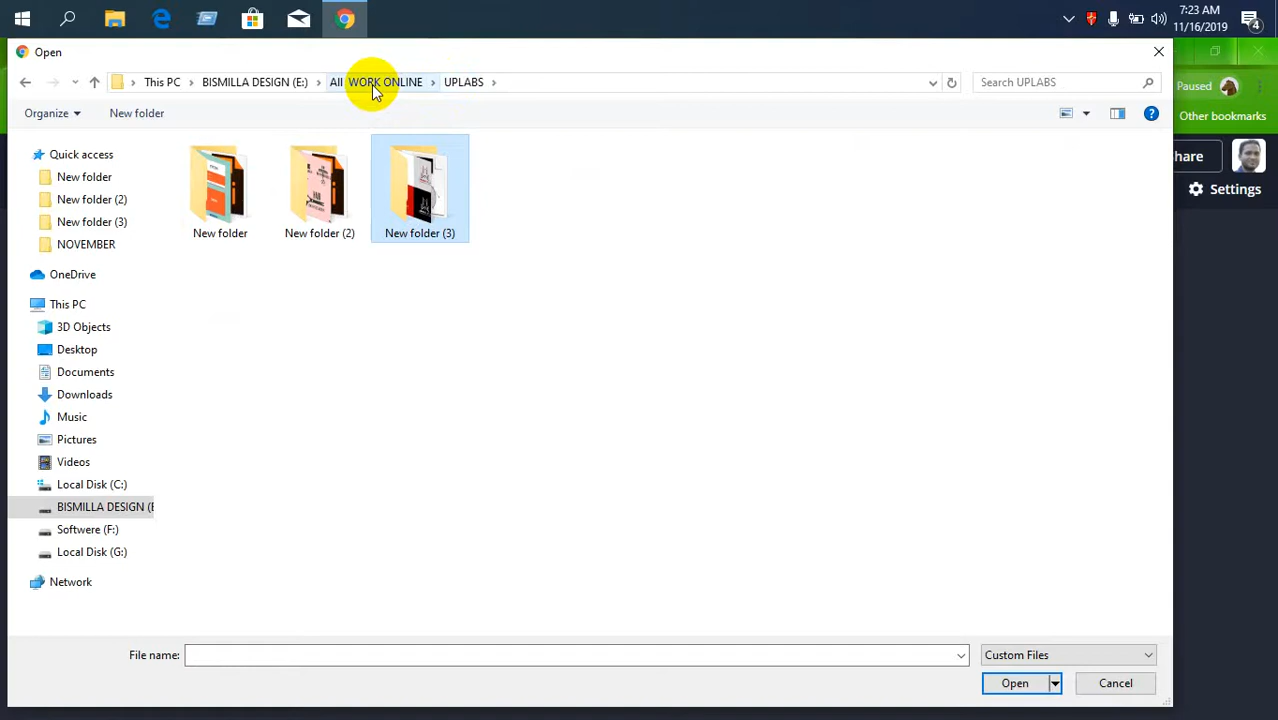 7:23 AM
11/16/2019
4
Open
This PC > BISMILLA DESIGN (E:) > All WORK ONLINE > UPLABS >
Search UPLABS
Paused
Organize
New folder
?
Other bookmarks
Share
Settings
Quick access
New folder
New folder (2)
New folder (3)
NOVEMBER
OneDrive
This PC
3D Objects
Desktop
Documents
Downloads
Music
Pictures
Videos
Local Disk (C:)
BISMILLA DESIGN (E
Softwere (F:)
Local Disk (G:)
Network
New folder
New folder (2)
New folder (3)
File name:
Custom Files
Open
Cancel